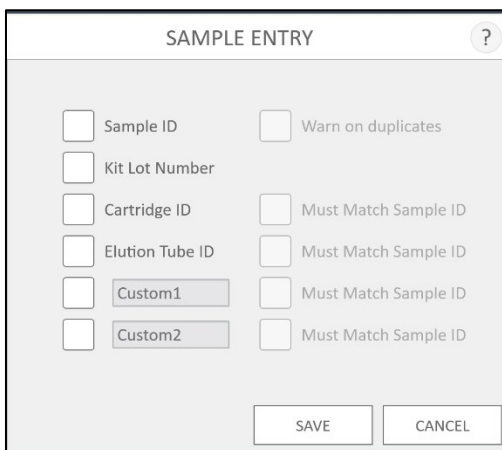 SAMPLE ENTRY ?
Sample ID Warn on duplicates
Kit Lot Number
Cartridge ID Must Match Sample ID
Elution Tube ID Must Match Sample ID
Custom1 Must Match Sample ID
Custom2 Must Match Sample ID
SAVE CANCEL